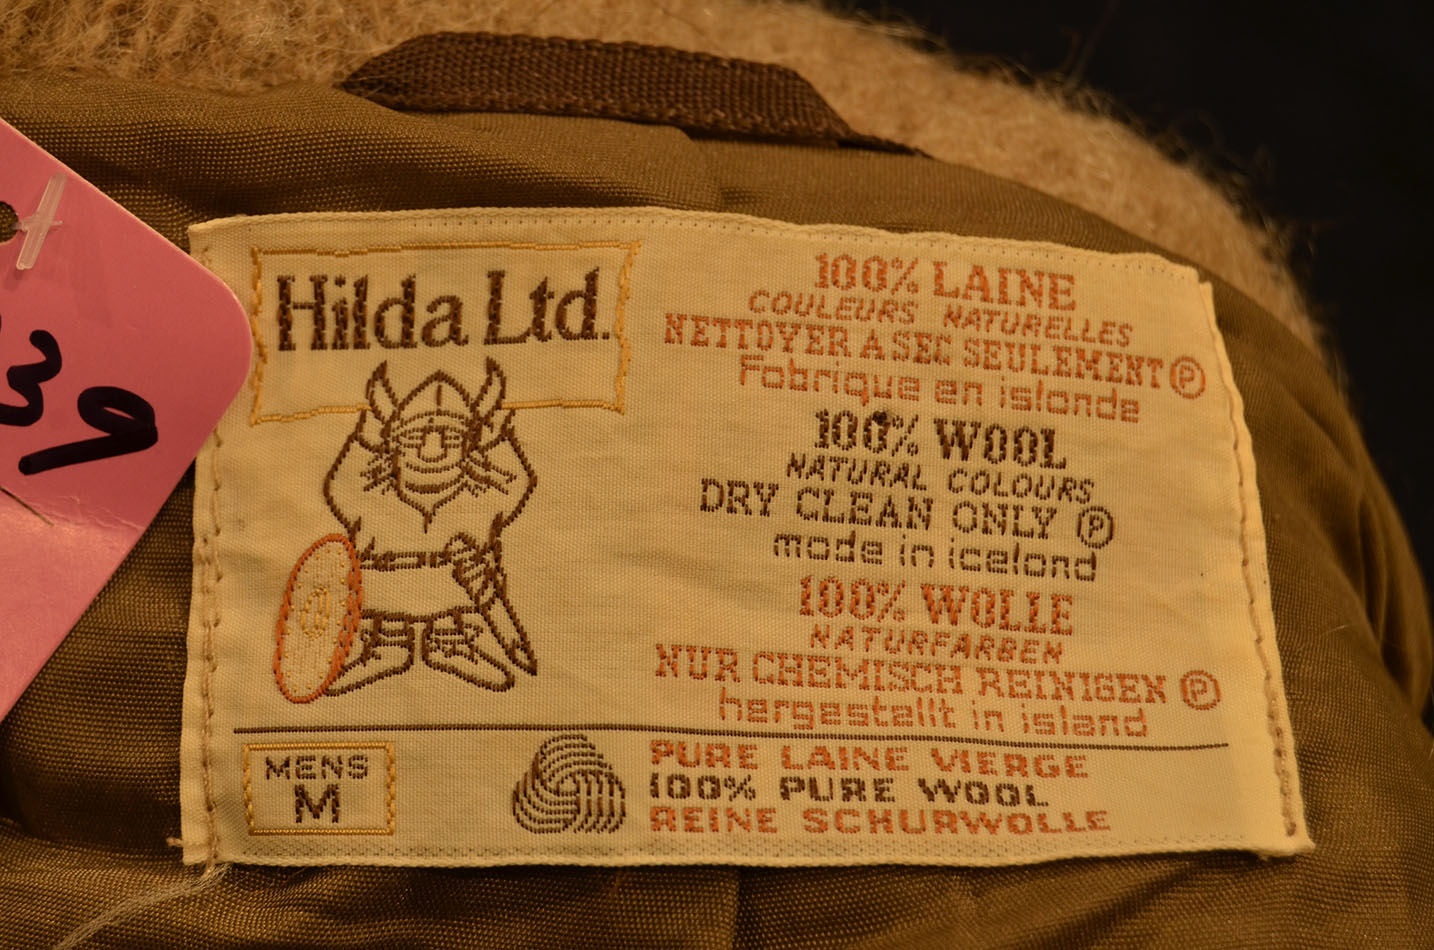 Hilda Ltd.
100% LAINE
COULEURS NATURELLES
NETTOYER A SEC SEULEMENT Ⓟ
Fabrique en islande
100% WOOL
NATURAL COLOURS
DRY CLEAN ONLY Ⓟ
made in iceland
100% WOLLE
NATURFARBEN
NUR CHEMISCH REINIGEN Ⓟ
hergestellt in island
MENS
M
PURE LAINE VIERGE
100% PURE WOOL
REINE SCHURWOLLE
39